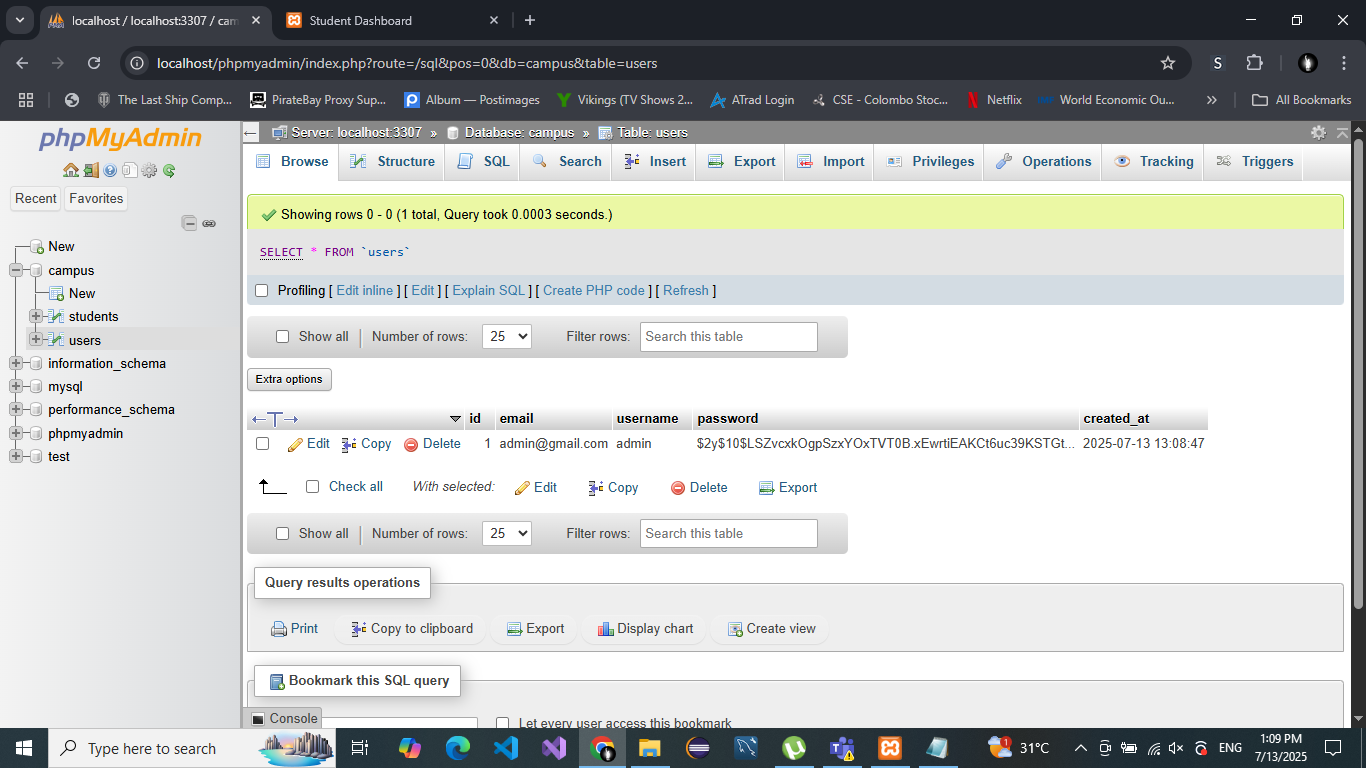 localhost / localhost:3307 / cam
Student Dashboard
localhost/phpmyadmin/index.php?route=/sql&pos=0&db=campus&table=users
S
The Last Ship Comp...
PirateBay Proxy Sup...
Album — Postimages
Vikings (TV Shows 2...
ATrad Login
CSE - Colombo Stoc...
Netflix
World Economic Ou...
All Bookmarks
phpMyAdmin
Recent
Favorites
New
campus
New
students
users
information_schema
mysql
performance_schema
phpmyadmin
test
Server: localhost:3307 » Database: campus » Table: users
Browse
Structure
SQL
Search
Insert
Export
Import
Privileges
Operations
Tracking
Triggers
Showing rows 0 - 0 (1 total, Query took 0.0003 seconds.)
SELECT * FROM `users`
Profiling [ Edit inline ] [ Edit ] [ Explain SQL ] [ Create PHP code ] [ Refresh ]
Show all Number of rows: 25 Filter rows: Search this table
Extra options
id email username password created_at
Edit Copy Delete 1 admin@gmail.com admin $2y$10$LSZvcxkOgpSzxYOxTVT0B.xEwrtiEAKCt6uc39KSTGt... 2025-07-13 13:08:47
Check all With selected: Edit Copy Delete Export
Show all Number of rows: 25 Filter rows: Search this table
Query results operations
Print Copy to clipboard Export Display chart Create view
Bookmark this SQL query
Console
Let every user access this bookmark
Type here to search
31°C
ENG
1:09 PM
7/13/2025